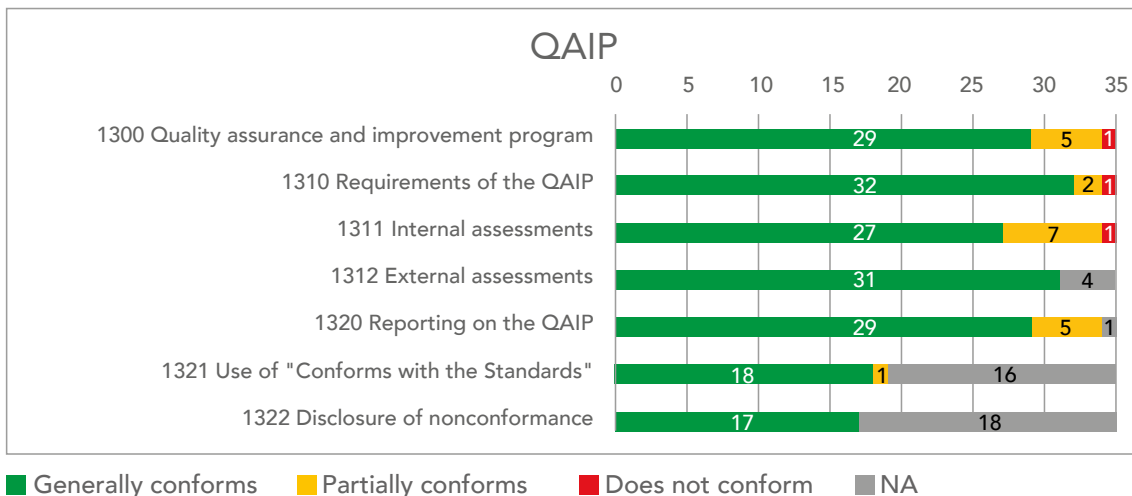 QAIP
0 5 10 15 20 25 30 35
1300 Quality assurance and improvement program 29 5 1
1310 Requirements of the QAIP 32 2 1
1311 Internal assessments 27 7 1
1312 External assessments 31 4
1320 Reporting on the QAIP 29 5 1
1321 Use of "Conforms with the Standards" 18 1 16
1322 Disclosure of nonconformance 17 18
Generally conforms Partially conforms Does not conform NA